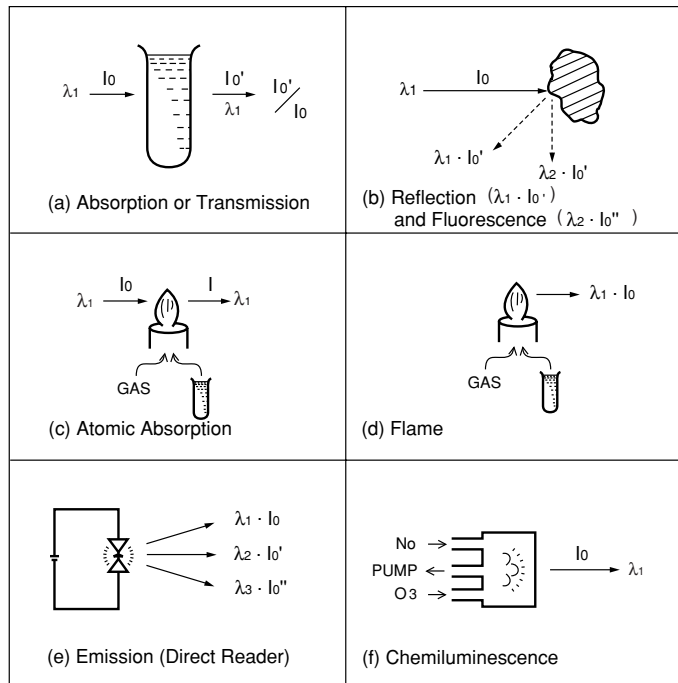 λ1 I0 I0' λ1 I0'/I0
(a) Absorption or Transmission
λ1 I0
λ1 · I0'
λ2 · I0'
(b) Reflection (λ1 · I0')
and Fluorescence (λ2 · I0")
λ1 I0 I λ1
GAS
(c) Atomic Absorption
λ1 · I0
GAS
(d) Flame
λ1 · I0
λ2 · I0'
λ3 · I0"
(e) Emission (Direct Reader)
No
PUMP
O3
I0
λ1
(f) Chemiluminescence